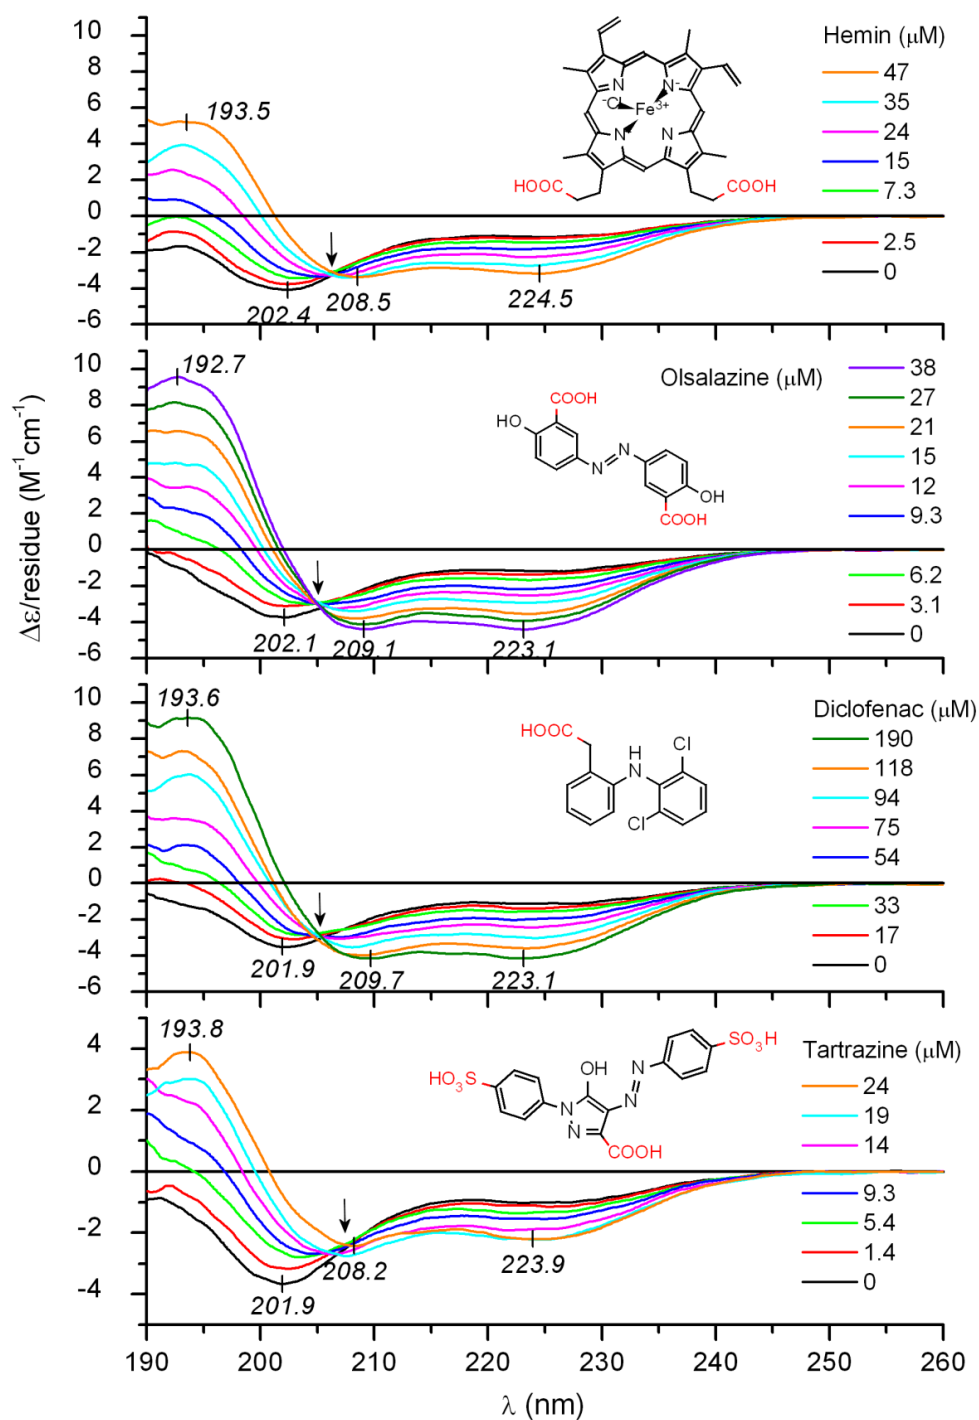 Δε/residue (M⁻¹cm⁻¹)
10
8
6
4
2
0
-2
-4
-6
193.5
202.4
208.5
224.5
Hemin (μM)
47
35
24
15
7.3
2.5
0
N
N⁻
⁻Cl
Fe³⁺
N
N
HOOC
COOH
10
8
6
4
2
0
-2
-4
-6
192.7
202.1
209.1
223.1
Olsalazine (μM)
38
27
21
15
12
9.3
6.2
3.1
0
COOH
HO
N
N
OH
COOH
10
8
6
4
2
0
-2
-4
-6
193.6
201.9
209.7
223.1
Diclofenac (μM)
190
118
94
75
54
33
17
0
HOOC
H
N
Cl
Cl
4
2
0
-2
-4
193.8
201.9
208.2
223.9
Tartrazine (μM)
24
19
14
9.3
5.4
1.4
0
SO₃H
HO₃S
OH
N
N
N
N
COOH
190 200 210 220 230 240 250 260
λ (nm)